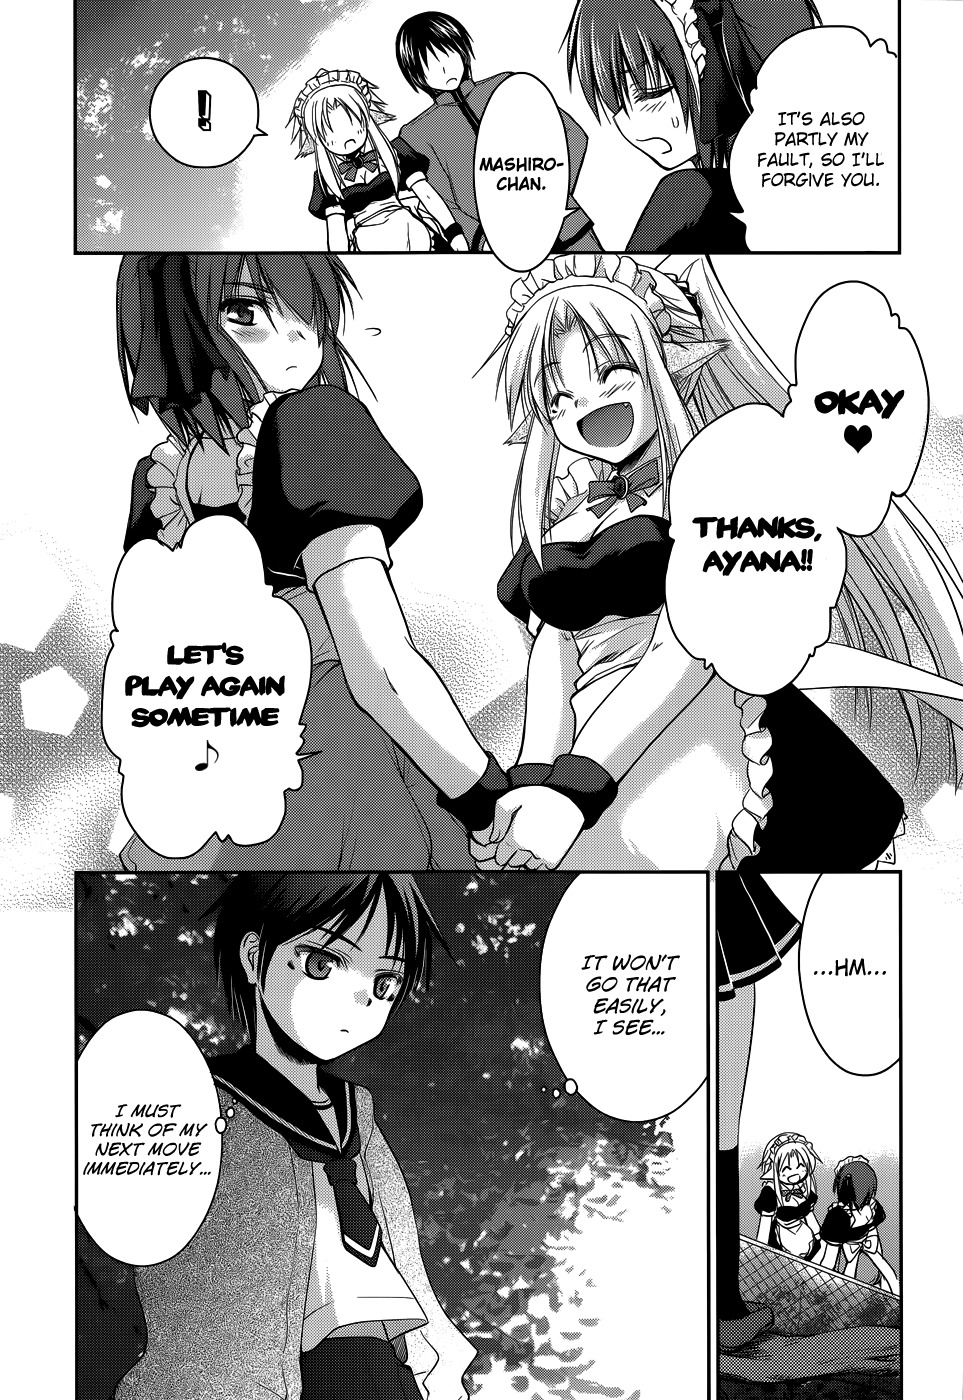 IT'S ALSO
PARTLY MY
FAULT, SO I'LL
FORGIVE YOU.
MASHIRO-
CHAN.
!
OKAY
♥
THANKS,
AYANA!!
LET'S
PLAY AGAIN
SOMETIME
♪
...HM...
IT WON'T
GO THAT
EASILY,
I SEE...
I MUST
THINK OF MY
NEXT MOVE
IMMEDIATELY...